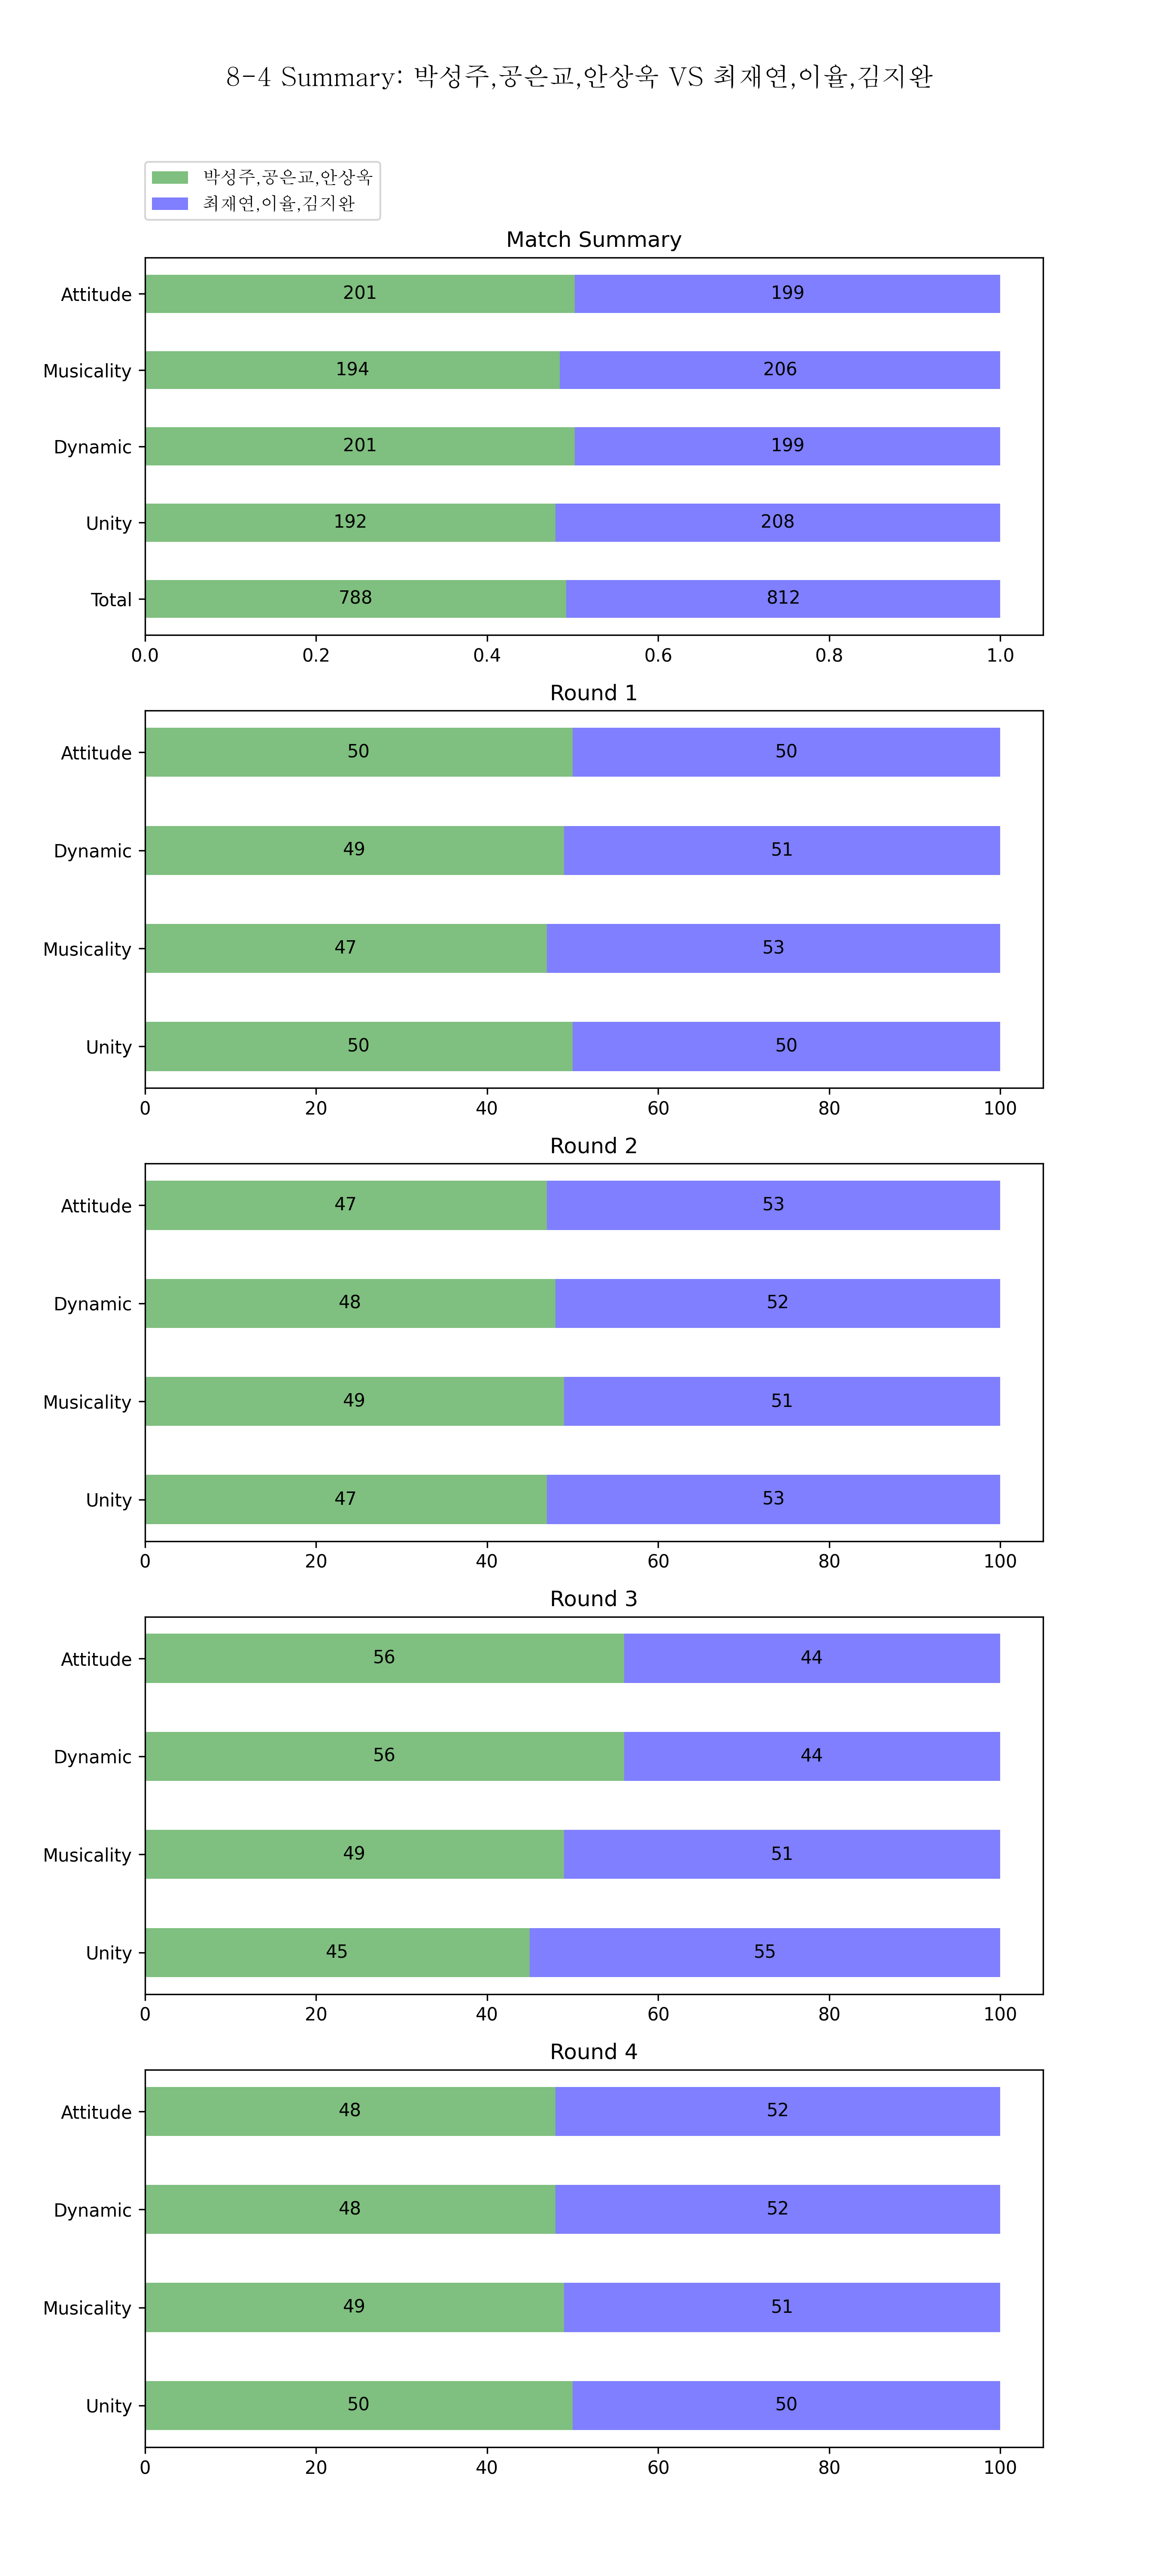 8-4 Summary: 박성주,공은교,안상욱 VS 최재연,이율,김지완
박성주,공은교,안상욱
최재연,이율,김지완
Match Summary
Attitude 201 199
Musicality 194 206
Dynamic 201 199
Unity 192 208
Total 788 812
0.0 0.2 0.4 0.6 0.8 1.0
Round 1
Attitude 50 50
Dynamic 49 51
Musicality 47 53
Unity 50 50
0 20 40 60 80 100
Round 2
Attitude 47 53
Dynamic 48 52
Musicality 49 51
Unity 47 53
0 20 40 60 80 100
Round 3
Attitude 56 44
Dynamic 56 44
Musicality 49 51
Unity 45 55
0 20 40 60 80 100
Round 4
Attitude 48 52
Dynamic 48 52
Musicality 49 51
Unity 50 50
0 20 40 60 80 100